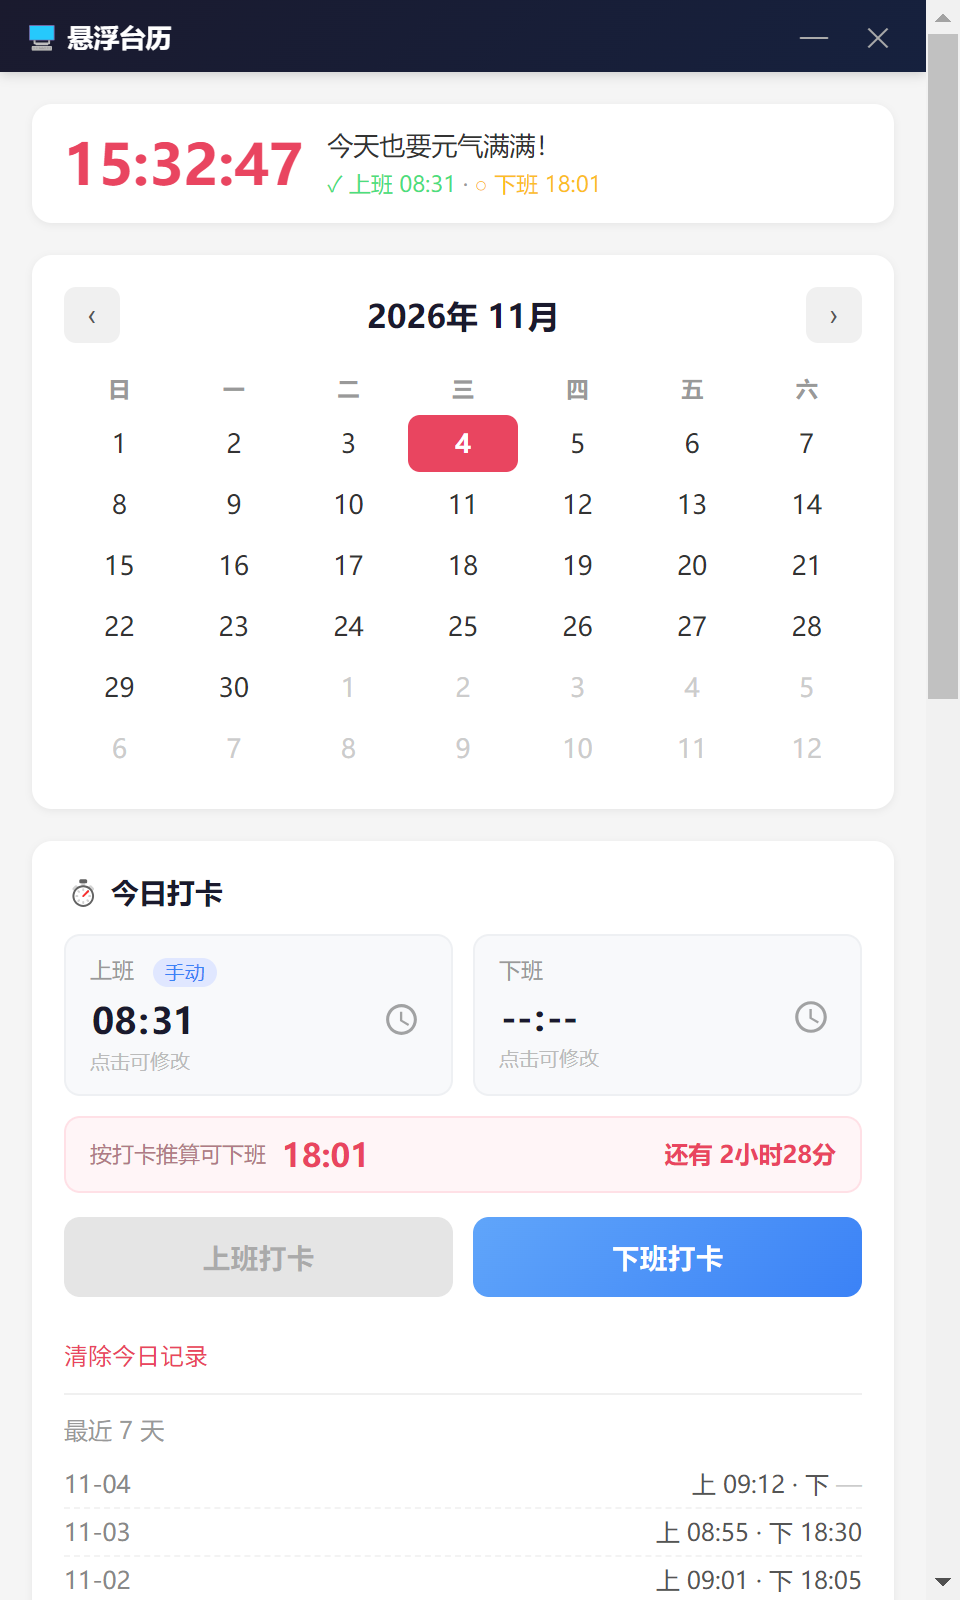 悬浮台历
15:32:47
今天也要元气满满!
✓ 上班 08:31 · ○ 下班 18:01
‹ 2026年 11月 ›
日 一 二 三 四 五 六
1 2 3 4 5 6 7
8 9 10 11 12 13 14
15 16 17 18 19 20 21
22 23 24 25 26 27 28
29 30 1 2 3 4 5
6 7 8 9 10 11 12
今日打卡
上班 手动
08:31
点击可修改
下班
--:--
点击可修改
按打卡推算可下班 18:01 还有 2小时28分
上班打卡 下班打卡
清除今日记录
最近 7 天
11-04 上 09:12 · 下 —
11-03 上 08:55 · 下 18:30
11-02 上 09:01 · 下 18:05